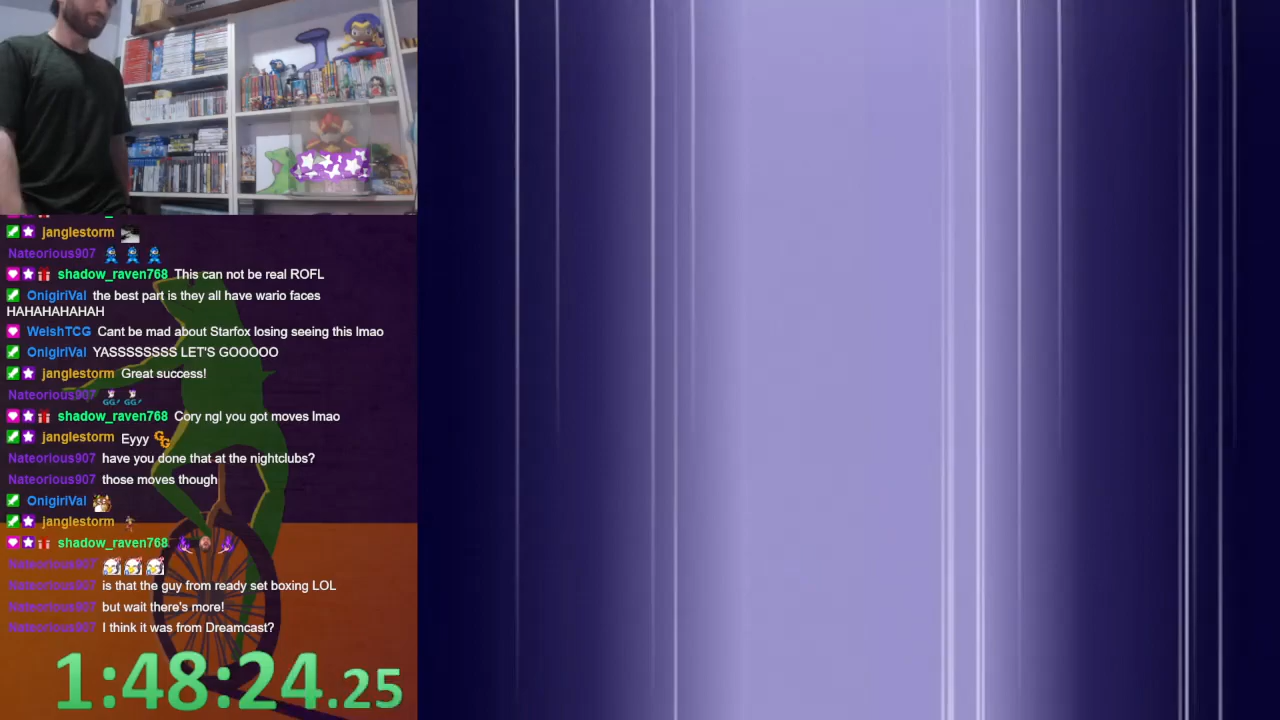 janglestorm
Nateorious907
shadow_raven768 This can not be real ROFL
OnigiriVal the best part is they all have wario faces
HAHAHAHAHAH
WeishTCG Cant be mad about Starfox losing seeing this lmao
OnigiriVal YASSSSSSSS LET'S GOOOOO
janglestorm Great success!
Nateorious907 GG GG
shadow_raven768 Cory ngl you got moves lmao
janglestorm Eyyy GG
Nateorious907 have you done that at the nightclubs?
Nateorious907 those moves though
OnigiriVal
janglestorm
shadow_raven768
Nateorious907
Nateorious907 is that the guy from ready set boxing LOL
Nateorious907 but wait there's more!
Nateorious907 I think it was from Dreamcast?
1:48:24.25